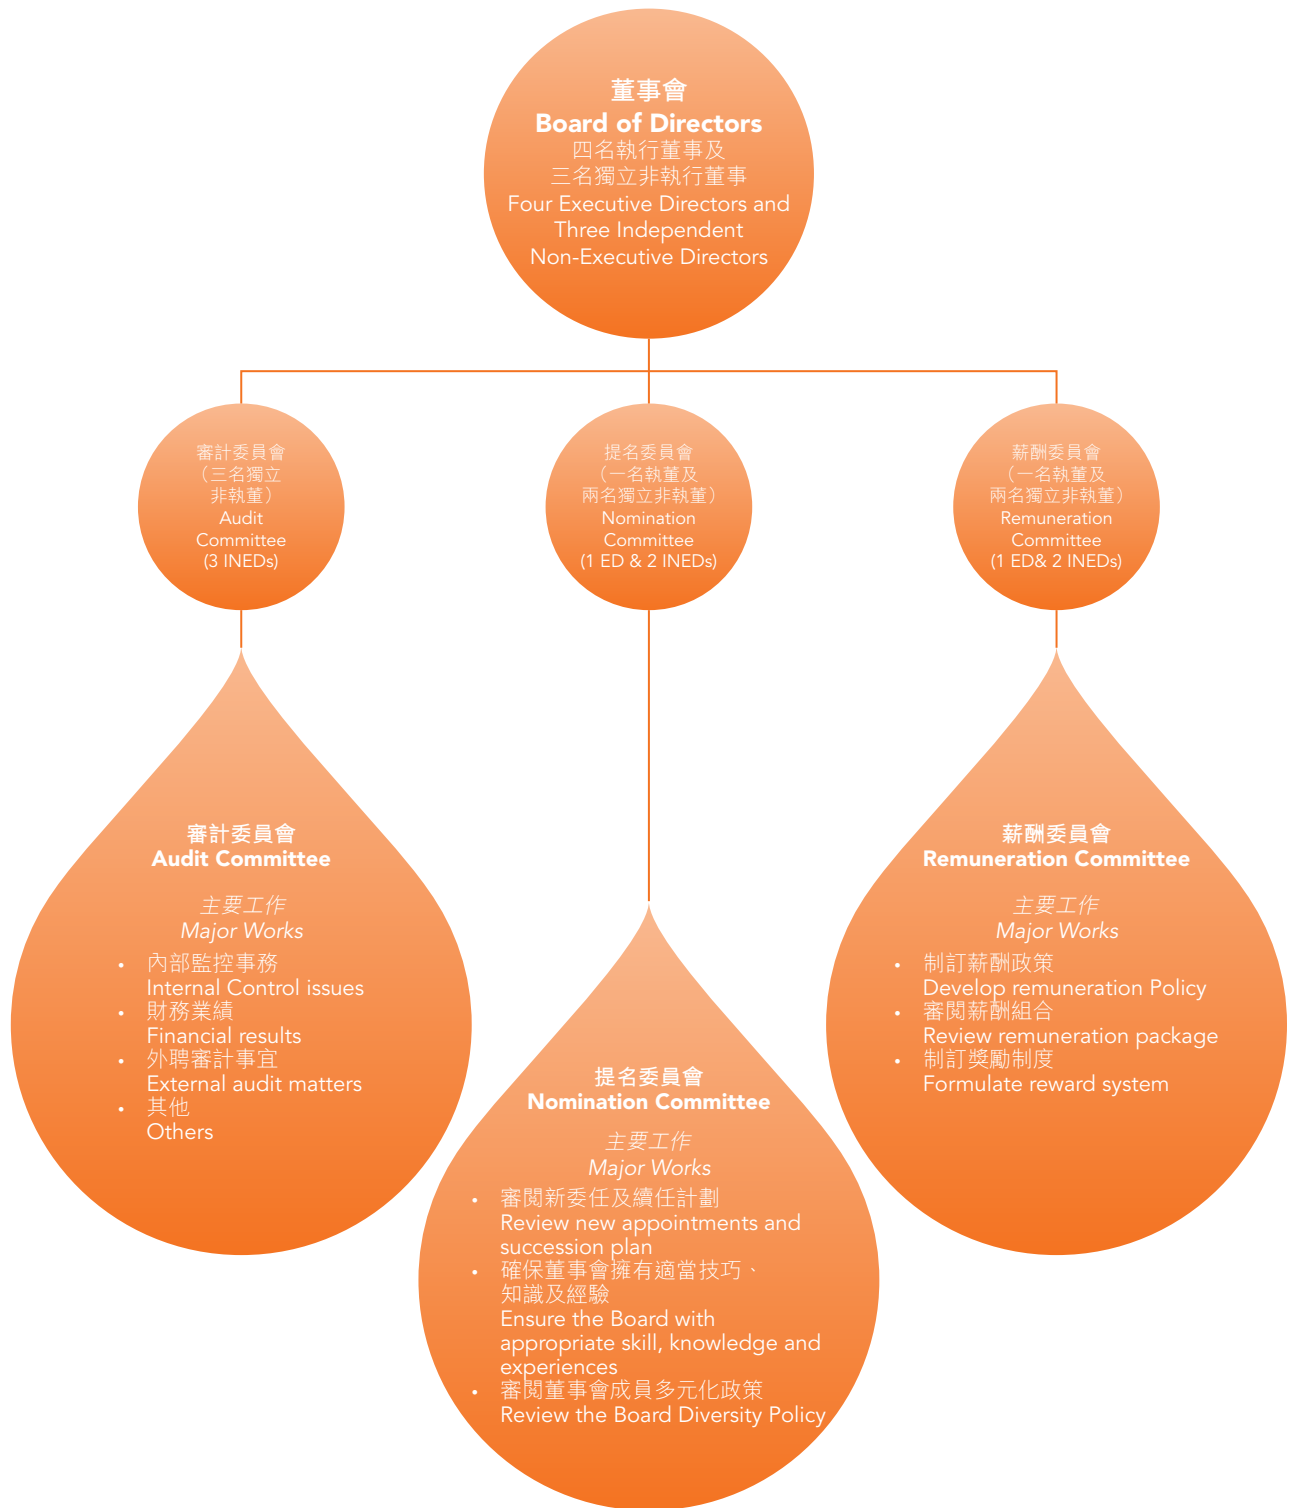 董事會
Board of Directors
四名執行董事及
三名獨立非執行董事
Four Executive Directors and
Three Independent
Non-Executive Directors
審計委員會
（三名獨立
非執董）
Audit
Committee
(3 INEDs)
提名委員會
（一名執董及
兩名獨立非執董）
Nomination
Committee
(1 ED & 2 INEDs)
薪酬委員會
（一名執董及
兩名獨立非執董）
Remuneration
Committee
(1 ED& 2 INEDs)
審計委員會
Audit Committee
主要工作
Major Works
• 內部監控事務
Internal Control issues
• 財務業績
Financial results
• 外聘審計事宜
External audit matters
• 其他
Others
提名委員會
Nomination Committee
主要工作
Major Works
• 審閱新委任及續任計劃
Review new appointments and
succession plan
• 確保董事會擁有適當技巧、
知識及經驗
Ensure the Board with
appropriate skill, knowledge and
experiences
• 審閱董事會成員多元化政策
Review the Board Diversity Policy
薪酬委員會
Remuneration Committee
主要工作
Major Works
• 制訂薪酬政策
Develop remuneration Policy
• 審閱薪酬組合
Review remuneration package
• 制訂獎勵制度
Formulate reward system